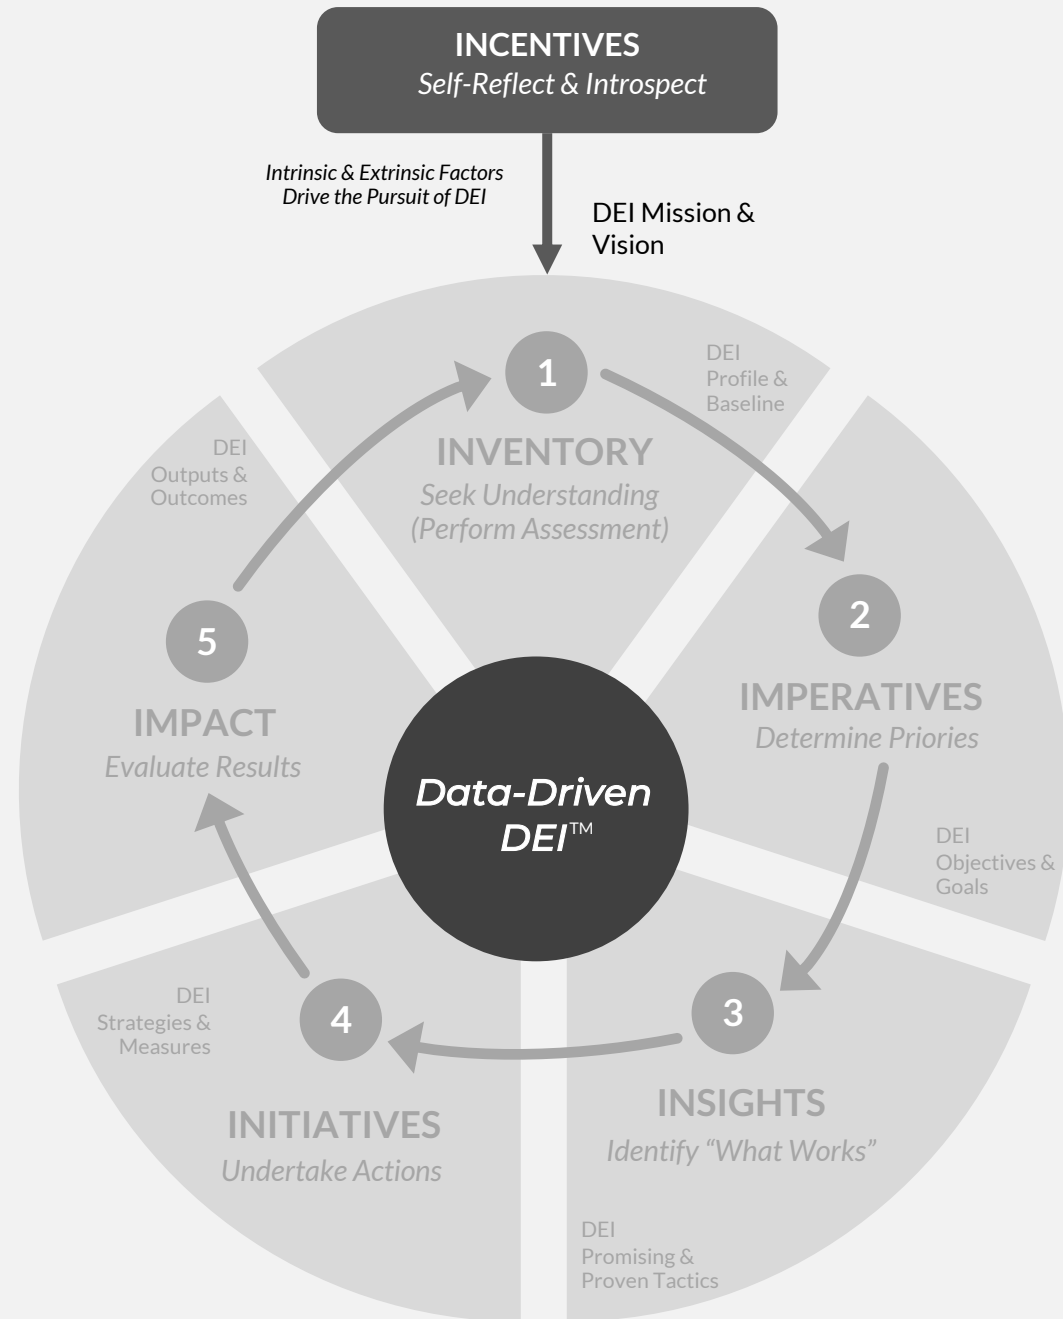 INCENTIVES
Self-Reflect & Introspect
Intrinsic & Extrinsic Factors
Drive the Pursuit of DEI
DEI Mission &
Vision
1
DEI
Profile &
Baseline
INVENTORY
Seek Understanding
(Perform Assessment)
2
IMPERATIVES
Determine Priories
DEI
Objectives &
Goals
3
INSIGHTS
Identify “What Works”
DEI
Promising &
Proven Tactics
4
INITIATIVES
Undertake Actions
DEI
Strategies &
Measures
5
IMPACT
Evaluate Results
DEI
Outputs &
Outcomes
Data-Driven
DEI™